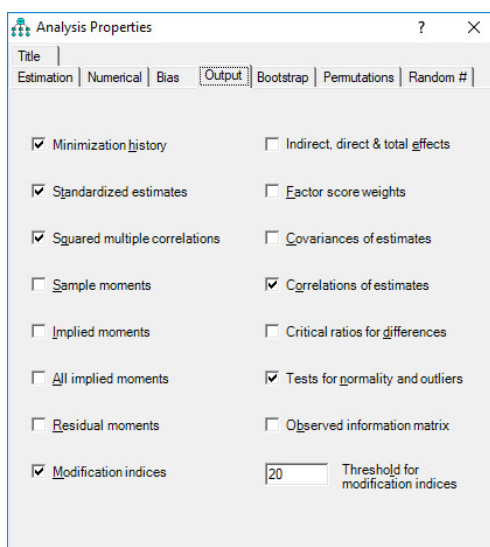 Analysis Properties ? ×
Title
Estimation Numerical Bias Output Bootstrap Permutations Random #
Minimization history
Indirect, direct & total effects
Standardized estimates
Factor score weights
Squared multiple correlations
Covariances of estimates
Sample moments
Correlations of estimates
Implied moments
Critical ratios for differences
All implied moments
Tests for normality and outliers
Residual moments
Observed information matrix
Modification indices
20
Threshold for
modification indices